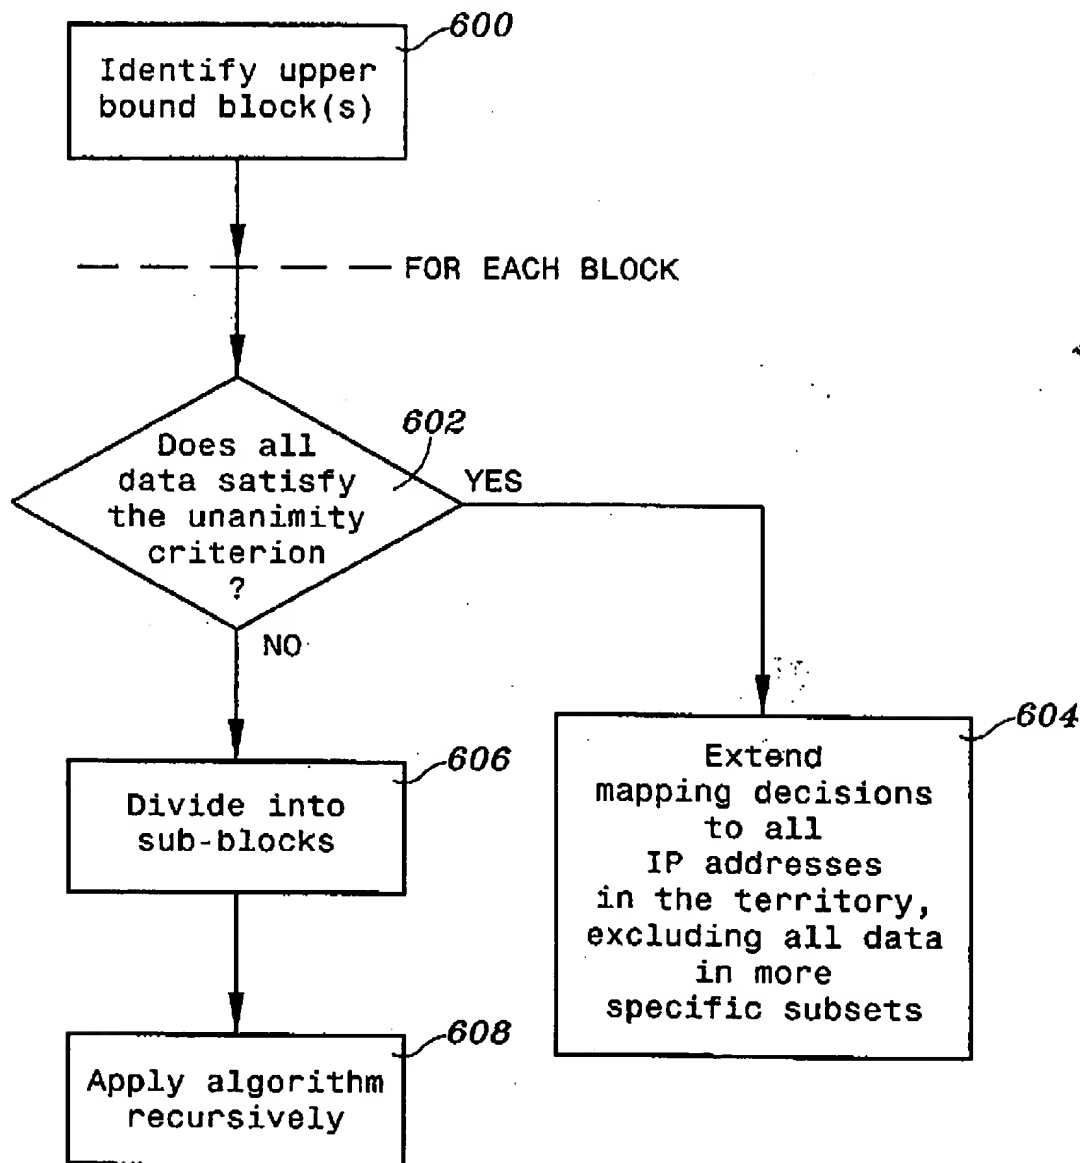 600
Identify upper
bound block(s)
FOR EACH BLOCK
602
Does all
data satisfy
the unanimity
criterion
?
YES
NO
604
Extend
mapping decisions
to all
IP addresses
in the territory,
excluding all data
in more
specific subsets
606
Divide into
sub-blocks
608
Apply algorithm
recursively